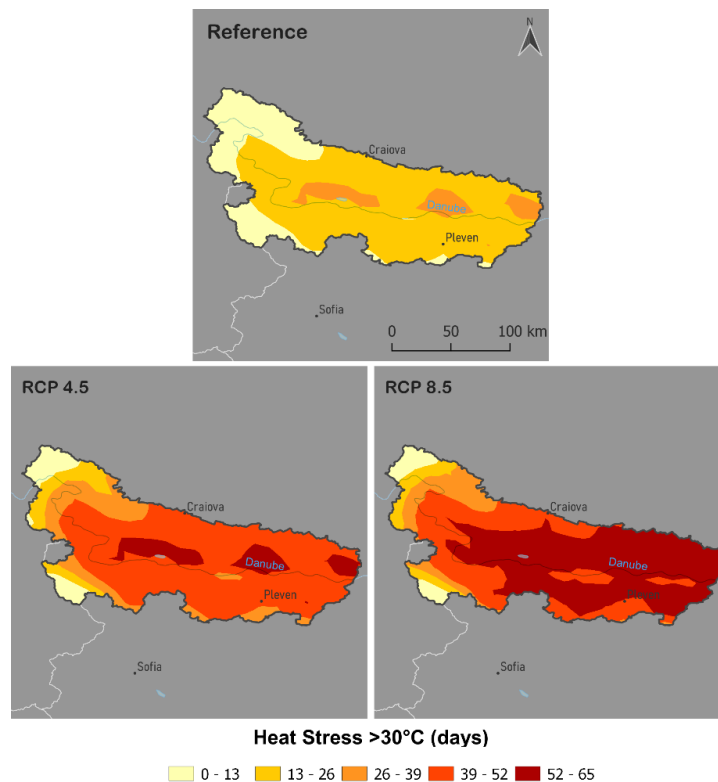 Reference
N
Craiova
Danube
Pleven
Sofia
0 50 100 km
RCP 4.5
Craiova
Danube
Pleven
Sofia
RCP 8.5
Craiova
Danube
Pleven
Sofia
Heat Stress >30°C (days)
0 - 13 13 - 26 26 - 39 39 - 52 52 - 65